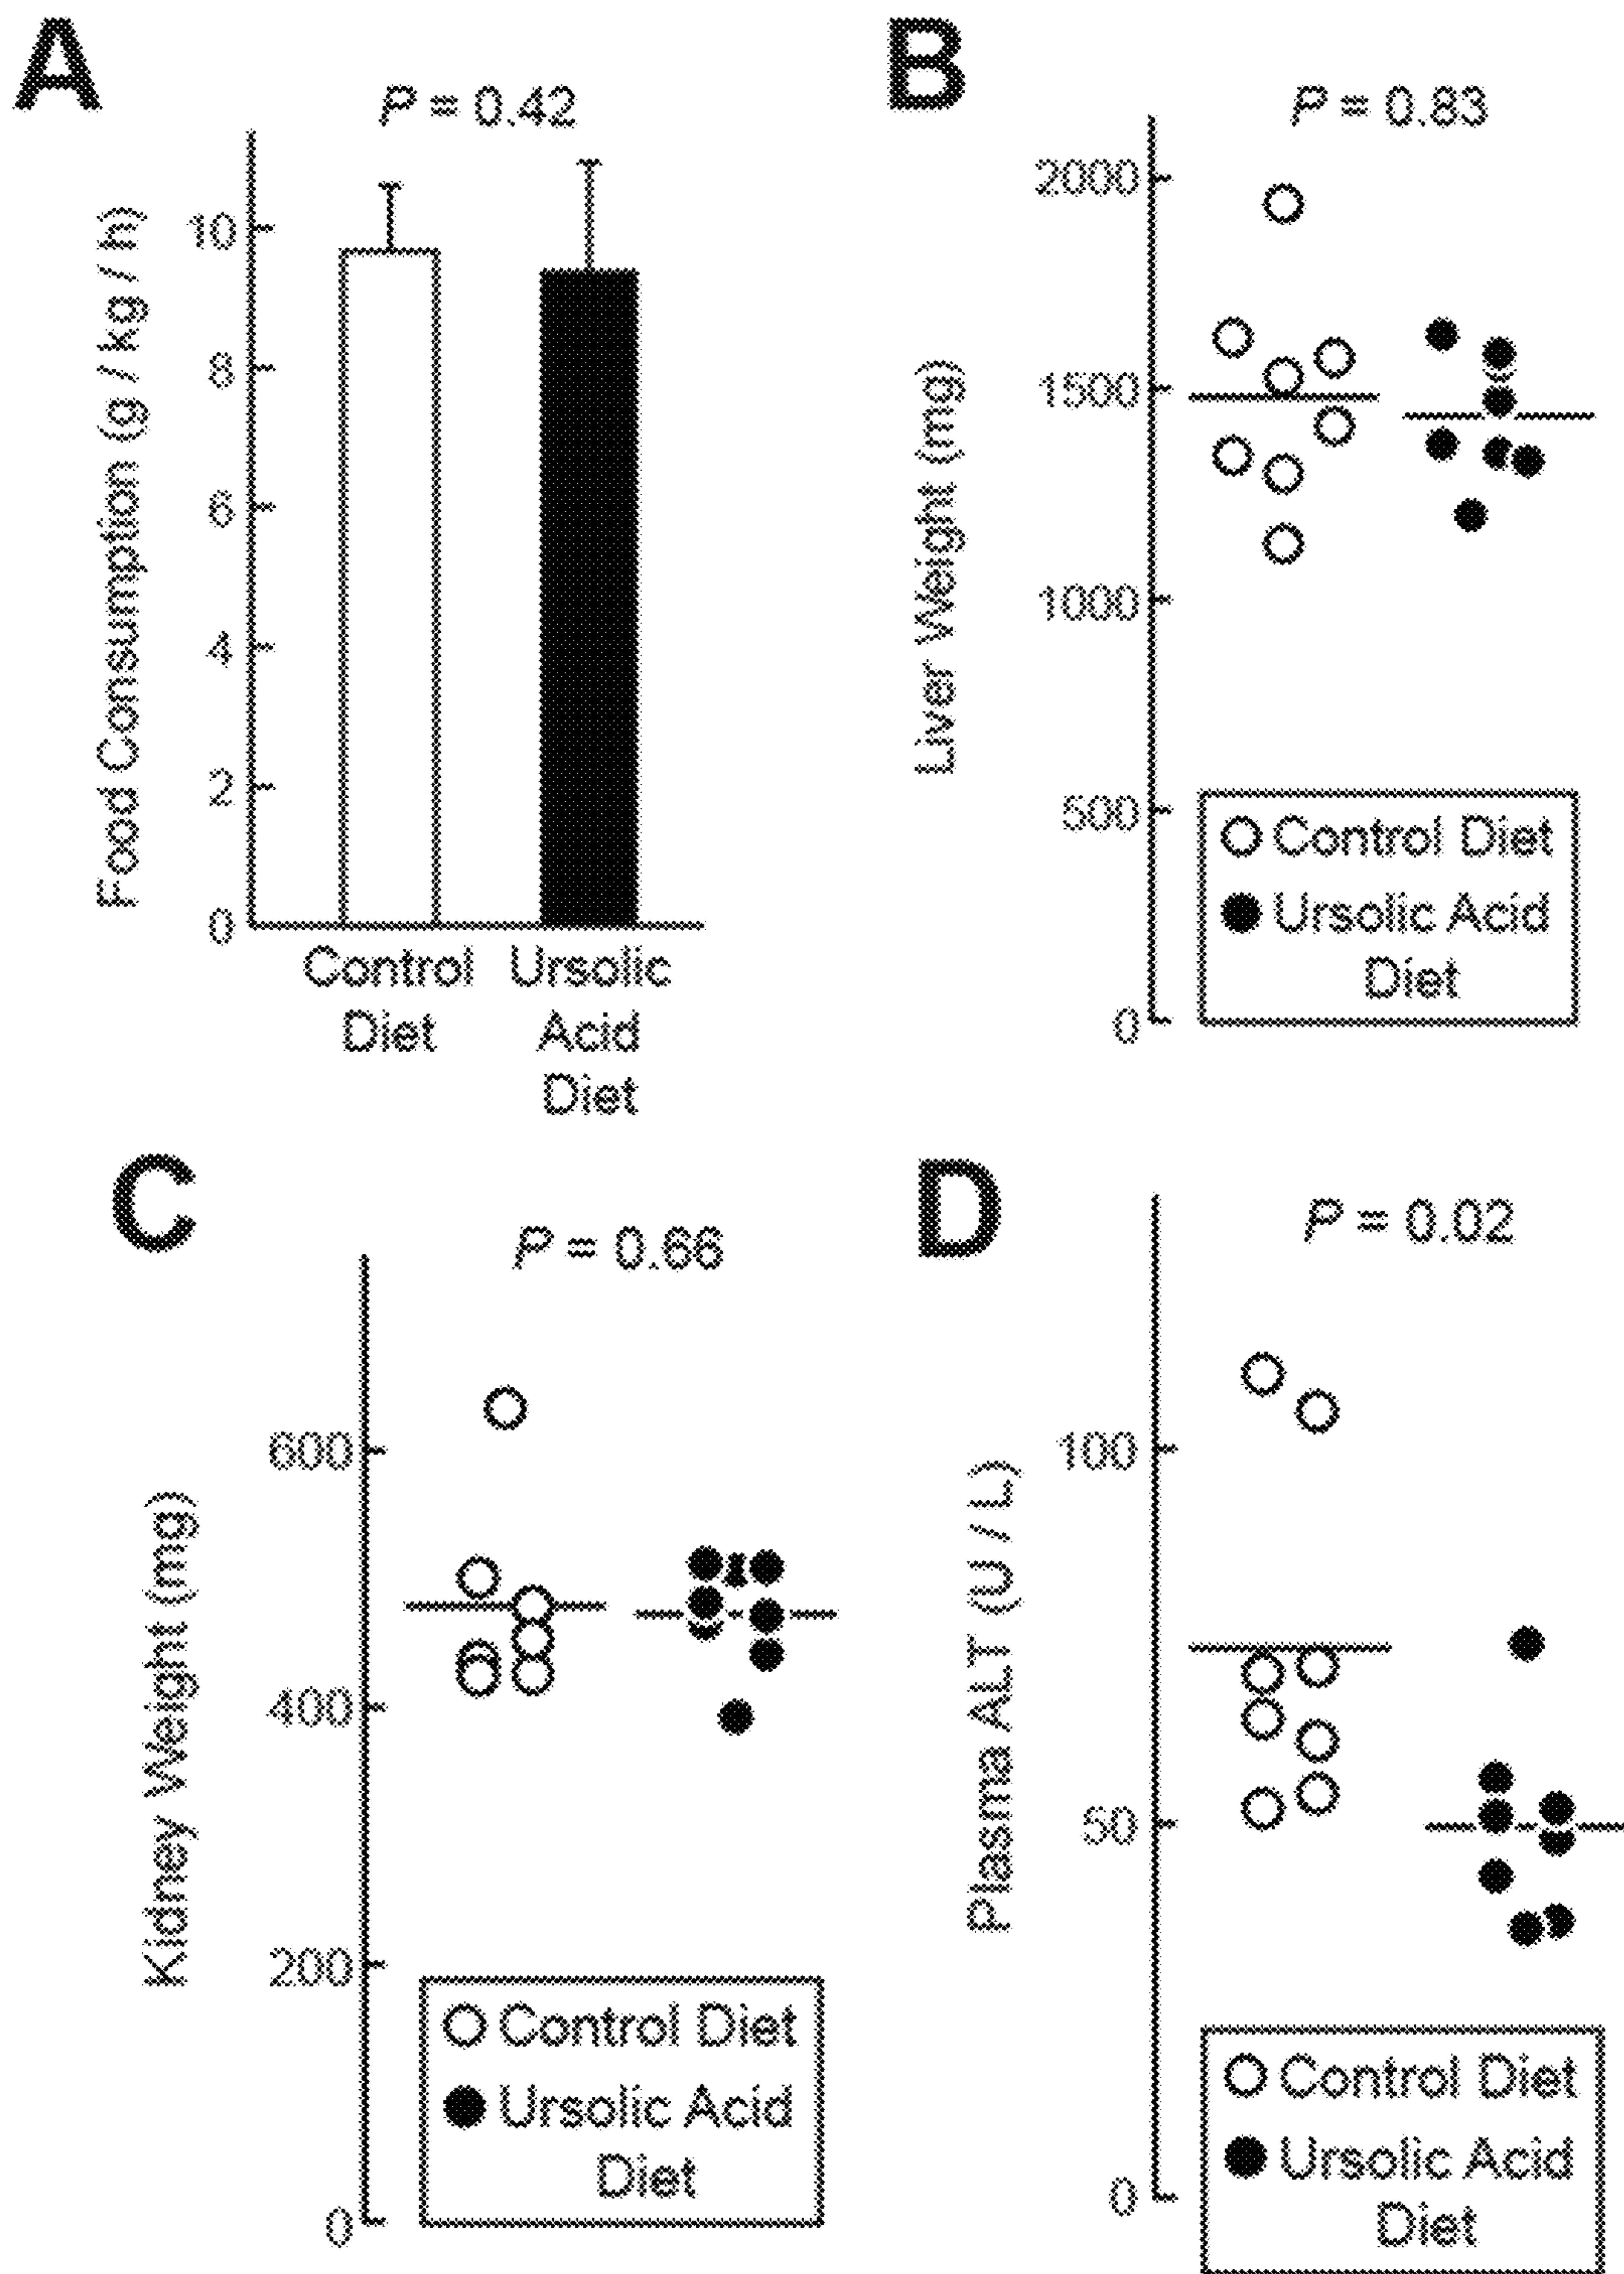 A
P = 0.42
Food Consumption (g / kg / h)
10
8
6
4
2
0
Control Diet
Ursolic Acid Diet
B
P = 0.83
Liver Weight (mg)
2000
1500
1000
500
0
Control Diet
Ursolic Acid
Diet
C
P = 0.66
Kidney Weight (mg)
600
400
200
0
Control Diet
Ursolic Acid
Diet
D
P = 0.02
Plasma ALT (U / L)
100
50
0
Control Diet
Ursolic Acid
Diet